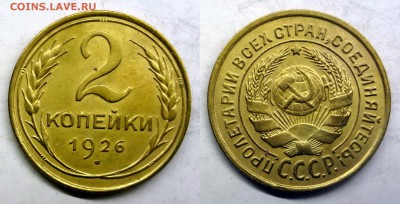 COINS.LAVE.RU
2
КОПЕЙКИ
1926
ПРОЛЕТАРИИ ВСЕХ СТРАН, СОЕДИНЯЙТЕСЬ!
С.С.С.Р.